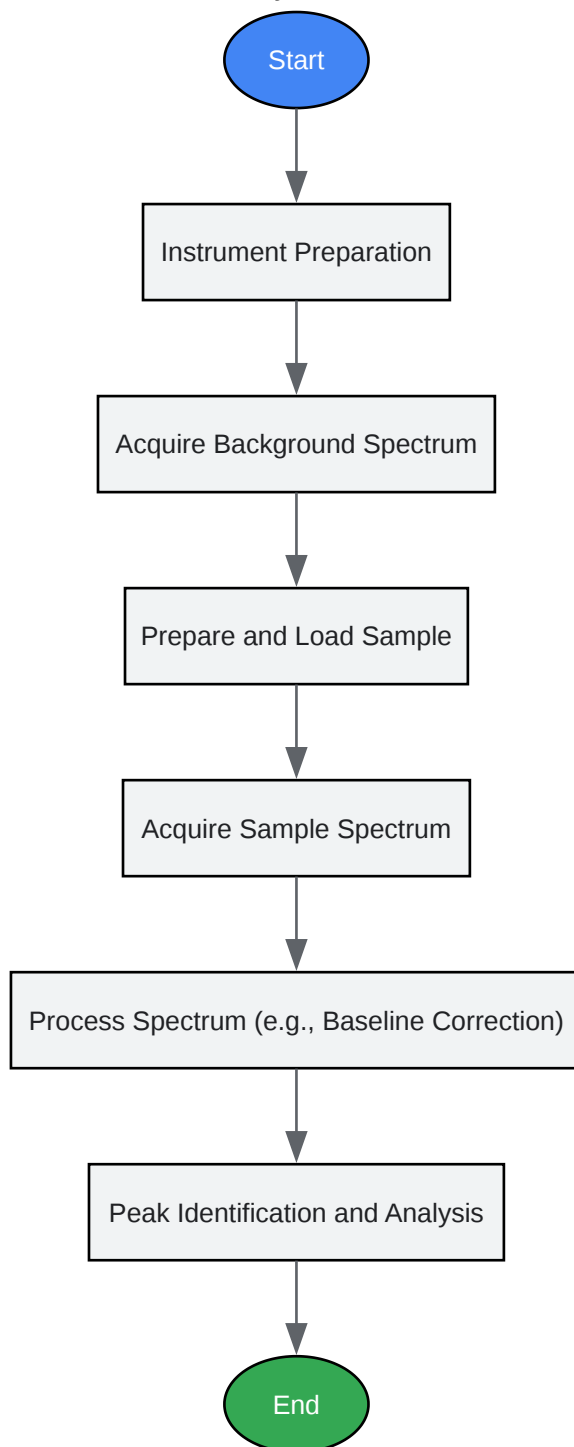 Start
Instrument Preparation
Acquire Background Spectrum
Prepare and Load Sample
Acquire Sample Spectrum
Process Spectrum (e.g., Baseline Correction)
Peak Identification and Analysis
End